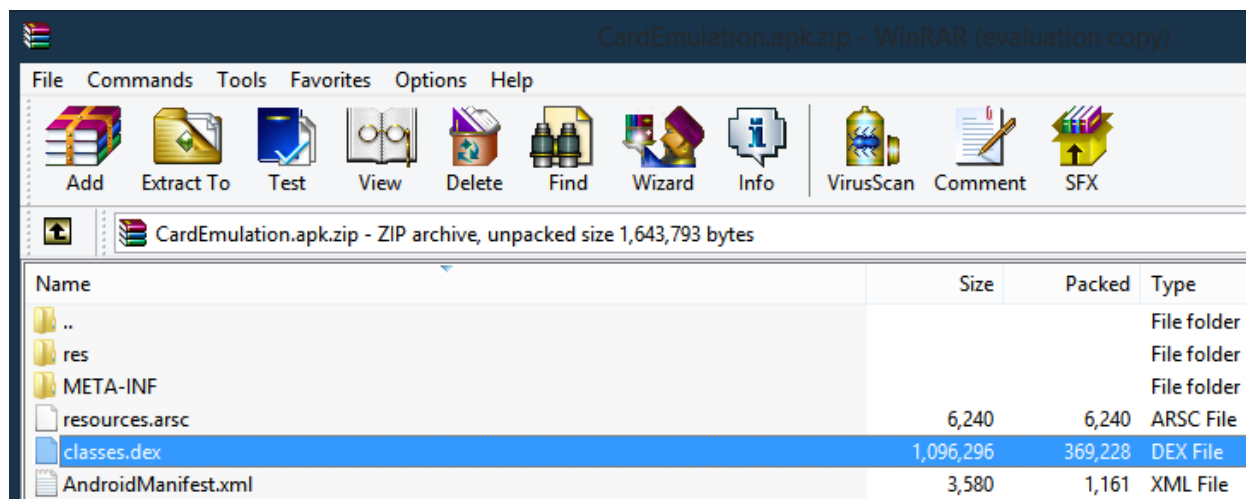 CardEmulation.apk.zip - WinRAR (evaluation copy)
File Commands Tools Favorites Options Help
Add Extract To Test View Delete Find Wizard Info VirusScan Comment SFX
CardEmulation.apk.zip - ZIP archive, unpacked size 1,643,793 bytes
Name Size Packed Type
.. File folder
res File folder
META-INF File folder
resources.arsc 6,240 6,240 ARSC File
classes.dex 1,096,296 369,228 DEX File
AndroidManifest.xml 3,580 1,161 XML File